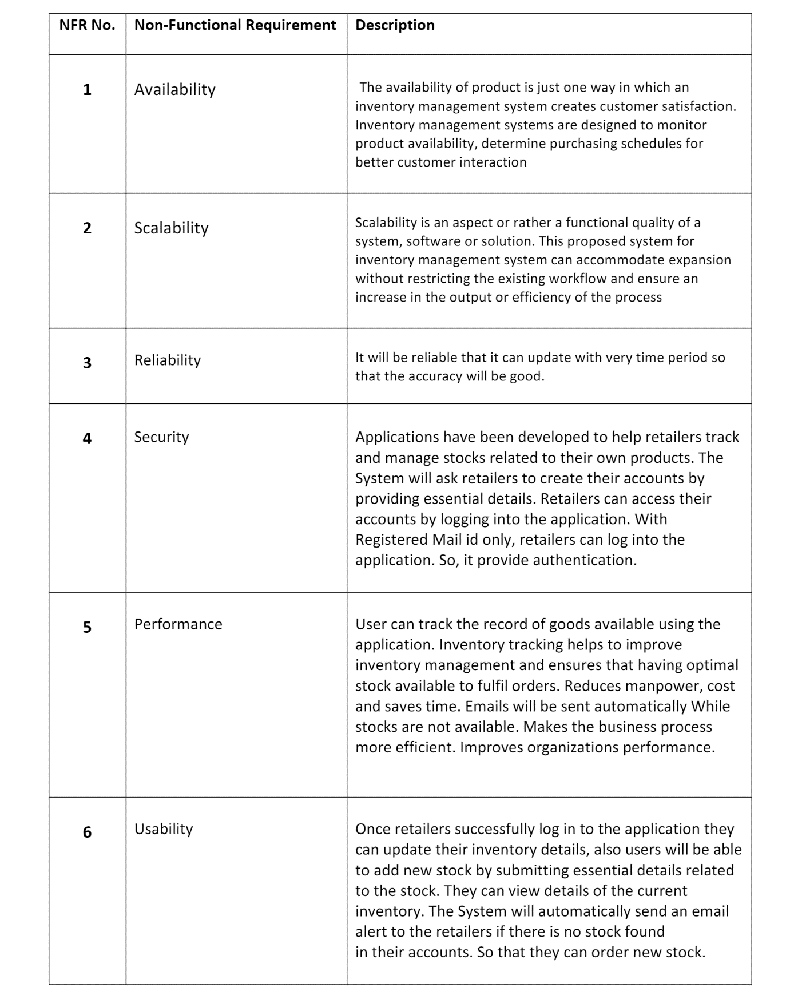 NFR No. Non-Functional Requirement Description
1 Availability
The availability of product is just one way in which an
inventory management system creates customer satisfaction.
Inventory management systems are designed to monitor
product availability, determine purchasing schedules for
better customer interaction
2 Scalability
Scalability is an aspect or rather a functional quality of a
system, software or solution. This proposed system for
inventory management system can accommodate expansion
without restricting the existing workflow and ensure an
increase in the output or efficiency of the process
3 Reliability
It will be reliable that it can update with very time period so
that the accuracy will be good.
4 Security
Applications have been developed to help retailers track
and manage stocks related to their own products. The
System will ask retailers to create their accounts by
providing essential details. Retailers can access their
accounts by logging into the application. With
Registered Mail id only, retailers can log into the
application. So, it provide authentication.
5 Performance
User can track the record of goods available using the
application. Inventory tracking helps to improve
inventory management and ensures that having optimal
stock available to fulfil orders. Reduces manpower, cost
and saves time. Emails will be sent automatically While
stocks are not available. Makes the business process
more efficient. Improves organizations performance.
6 Usability
Once retailers successfully log in to the application they
can update their inventory details, also users will be able
to add new stock by submitting essential details related
to the stock. They can view details of the current
inventory. The System will automatically send an email
alert to the retailers if there is no stock found
in their accounts. So that they can order new stock.